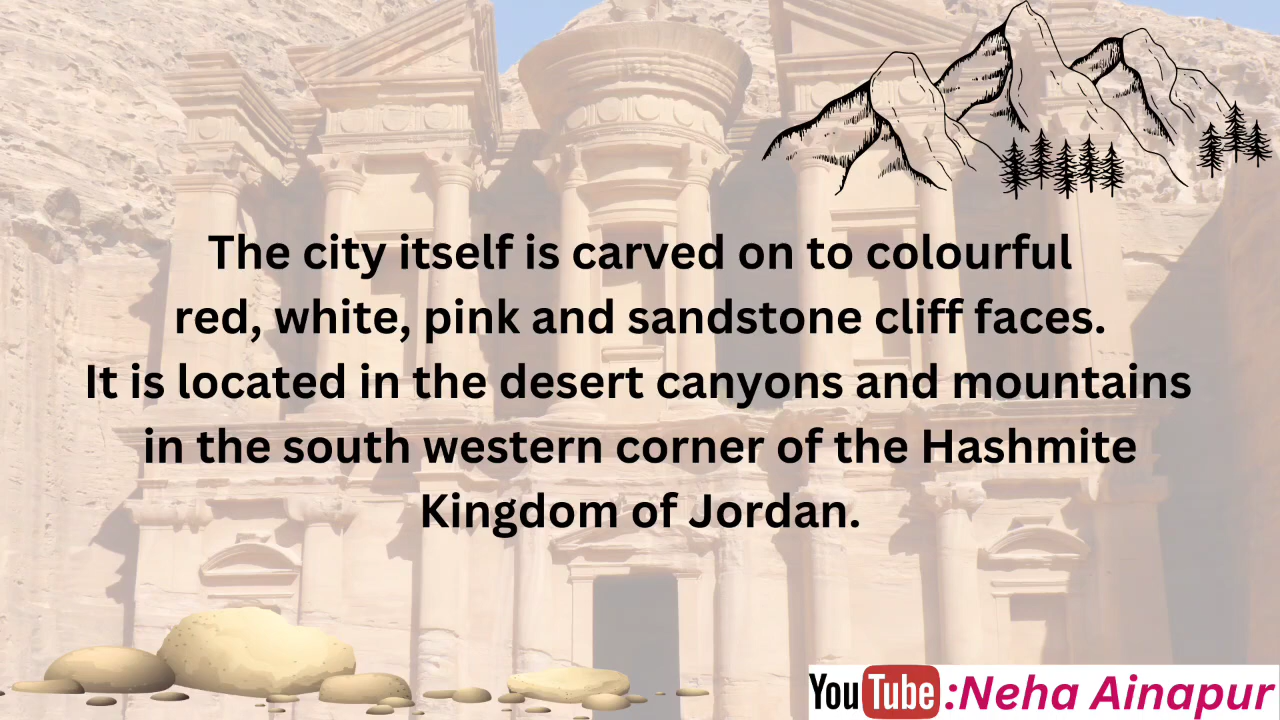 The city itself is carved on to colourful
red, white, pink and sandstone cliff faces.
It is located in the desert canyons and mountains
in the south western corner of the Hashmite
Kingdom of Jordan.
YouTube:Neha Ainapur